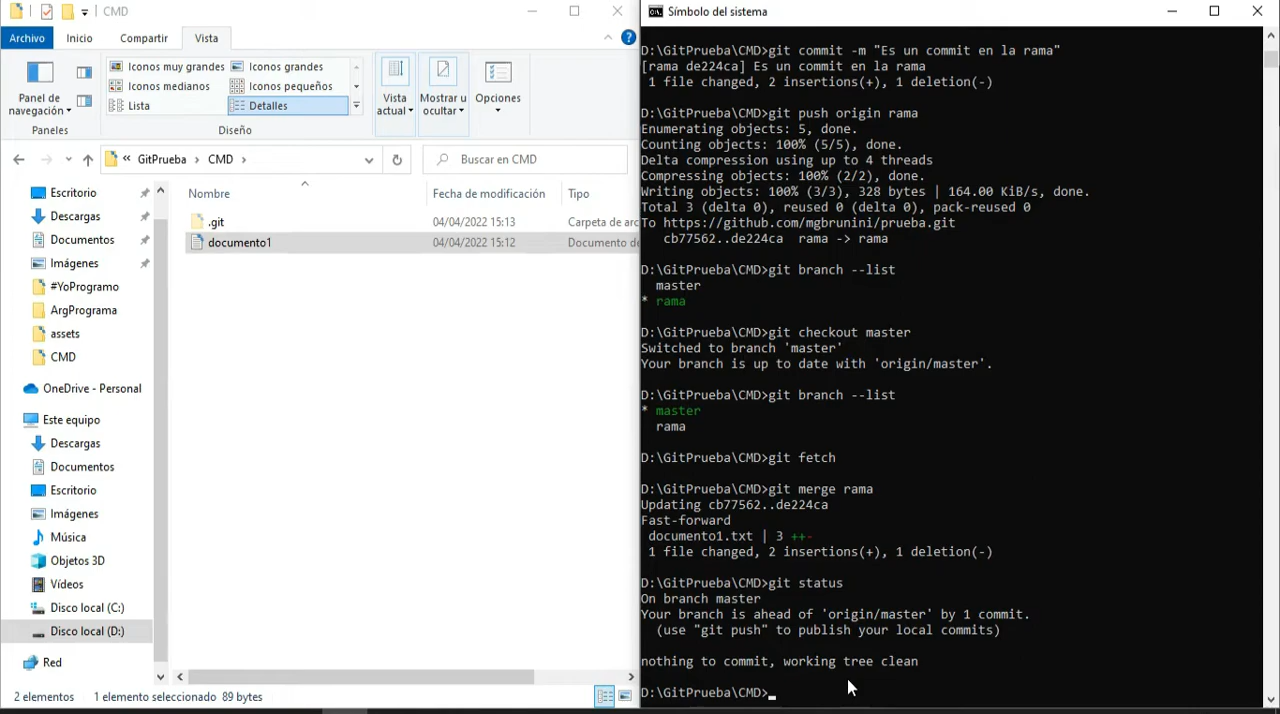 CMD
Archivo
Inicio
Compartir
Vista
Panel de navegación
Paneles
Iconos muy grandes
Iconos grandes
Iconos medianos
Iconos pequeños
Lista
Detalles
Diseño
Vista actual
Mostrar u ocultar
Opciones
« GitPrueba > CMD >
Buscar en CMD
Nombre
Fecha de modificación
Tipo
.git
04/04/2022 15:13
Carpeta de arc
documento1
04/04/2022 15:12
Documento de
Escritorio
Descargas
Documentos
Imágenes
#YoProgramo
ArgPrograma
assets
CMD
OneDrive - Personal
Este equipo
Descargas
Documentos
Escritorio
Imágenes
Música
Objetos 3D
Vídeos
Disco local (C:)
Disco local (D:)
Red
2 elementos
1 elemento seleccionado 89 bytes
Símbolo del sistema
D:\GitPrueba\CMD>git commit -m "Es un commit en la rama"
[rama de224ca] Es un commit en la rama
1 file changed, 2 insertions(+), 1 deletion(-)
D:\GitPrueba\CMD>git push origin rama
Enumerating objects: 5, done.
Counting objects: 100% (5/5), done.
Delta compression using up to 4 threads
Compressing objects: 100% (2/2), done.
Writing objects: 100% (3/3), 328 bytes | 164.00 KiB/s, done.
Total 3 (delta 0), reused 0 (delta 0), pack-reused 0
To https://github.com/mgbrunini/prueba.git
cb77562..de224ca  rama -> rama
D:\GitPrueba\CMD>git branch --list
master
* rama
D:\GitPrueba\CMD>git checkout master
Switched to branch 'master'
Your branch is up to date with 'origin/master'.
D:\GitPrueba\CMD>git branch --list
* master
rama
D:\GitPrueba\CMD>git fetch
D:\GitPrueba\CMD>git merge rama
Updating cb77562..de224ca
Fast-forward
documento1.txt | 3 ++-
1 file changed, 2 insertions(+), 1 deletion(-)
D:\GitPrueba\CMD>git status
On branch master
Your branch is ahead of 'origin/master' by 1 commit.
(use "git push" to publish your local commits)
nothing to commit, working tree clean
D:\GitPrueba\CMD>